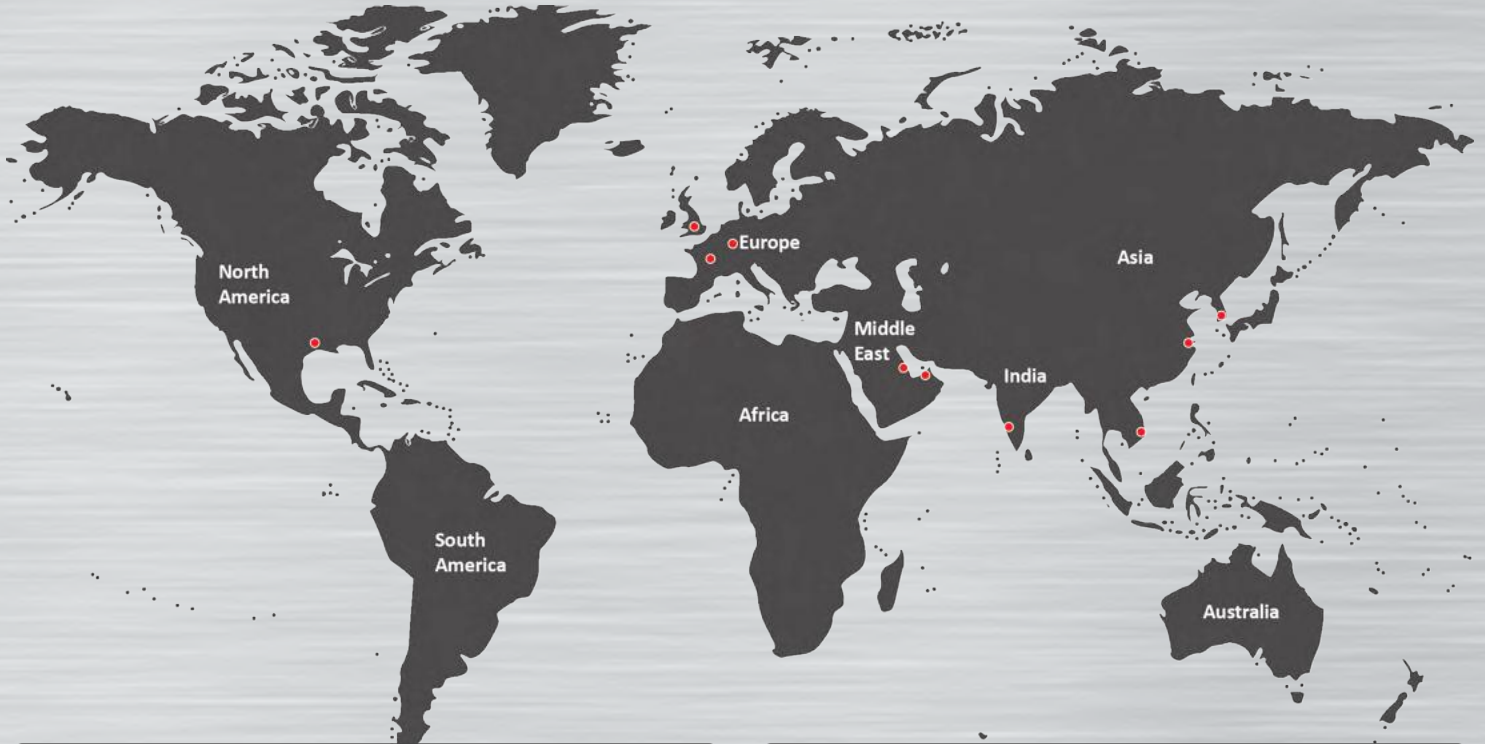 North
America
Europe
Asia
Middle
East
India
Africa
South
America
Australia